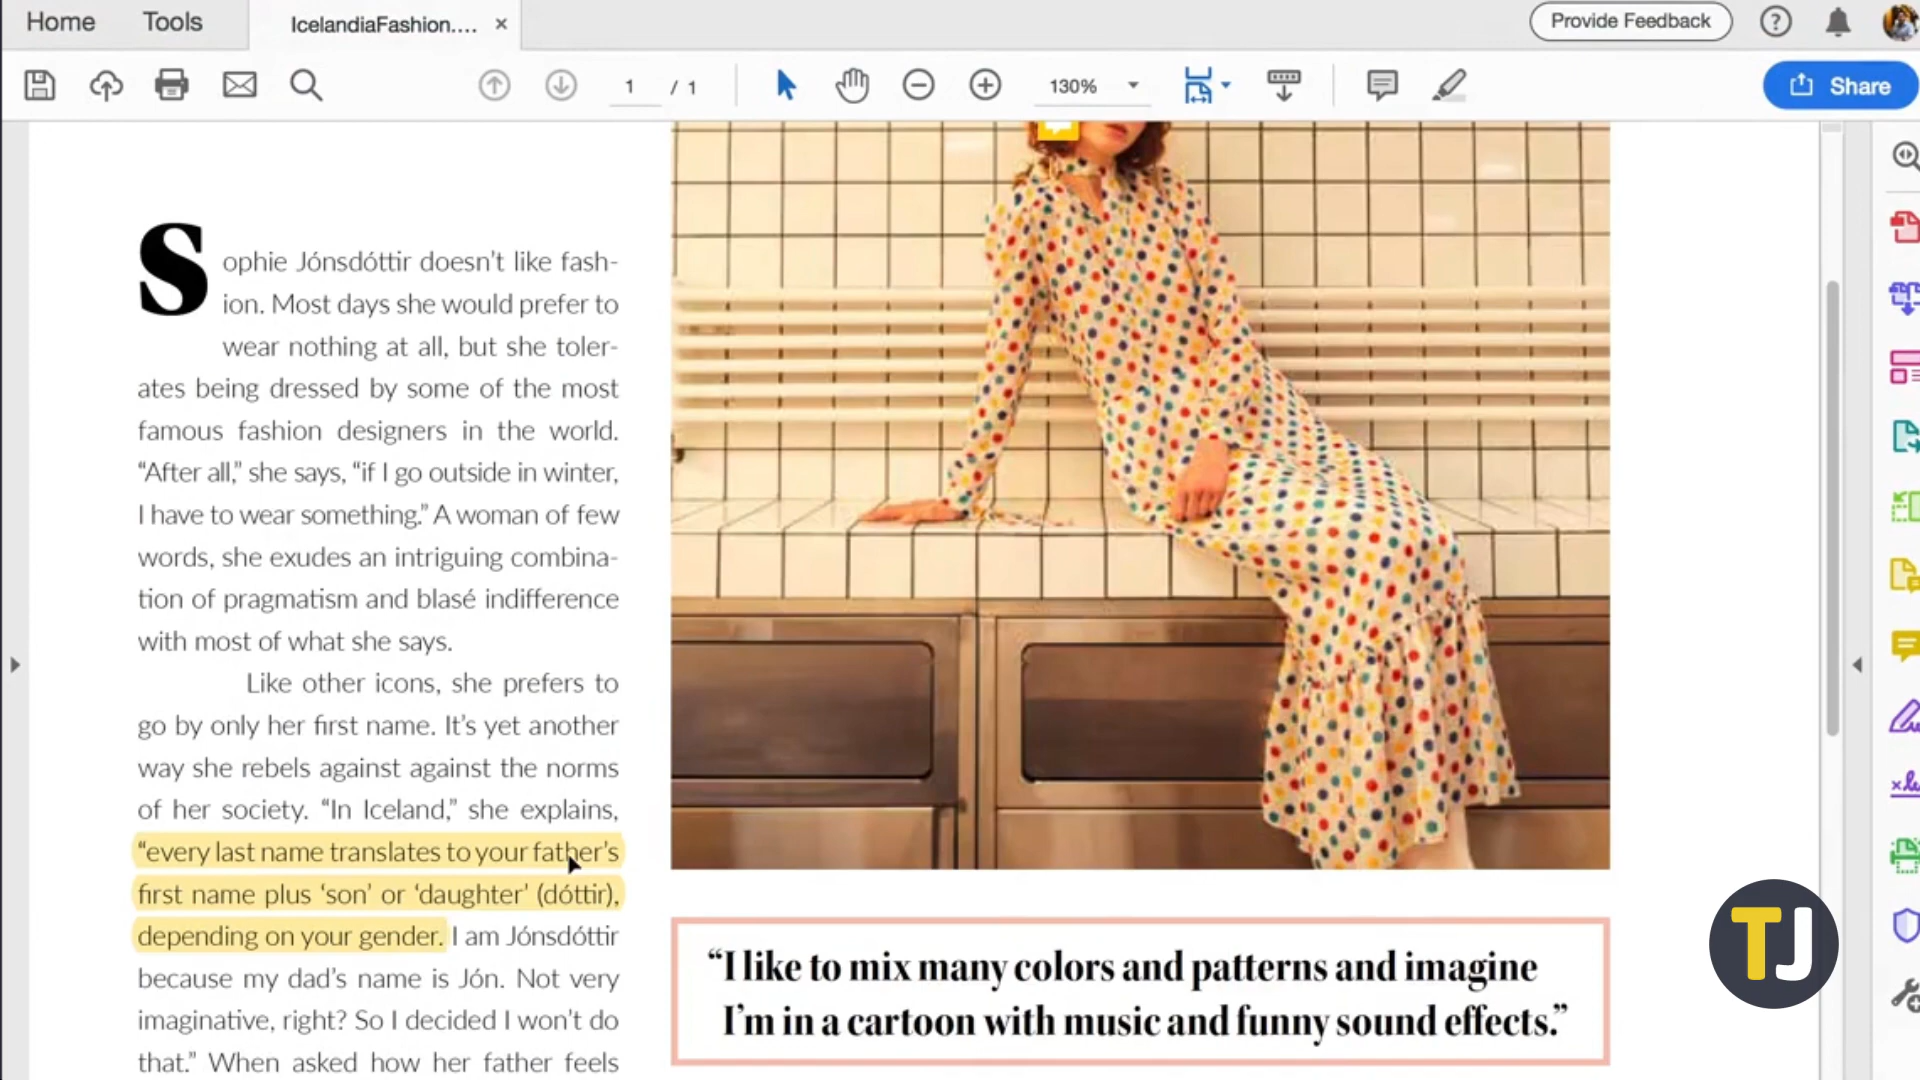 Home Tools IcelandiaFashion.... × Provide Feedback ?
1 / 1 130% Share
Sophie Jónsdóttir doesn’t like fash-
ion. Most days she would prefer to
wear nothing at all, but she toler-
ates being dressed by some of the most
famous fashion designers in the world.
“After all,” she says, “if I go outside in winter,
I have to wear something.” A woman of few
words, she exudes an intriguing combina-
tion of pragmatism and blasé indifference
with most of what she says.
Like other icons, she prefers to
go by only her first name. It’s yet another
way she rebels against against the norms
of her society. “In Iceland,” she explains,
“every last name translates to your father’s
first name plus ‘son’ or ‘daughter’ (dóttir),
depending on your gender. I am Jónsdóttir
because my dad’s name is Jón. Not very
imaginative, right? So I decided I won’t do
that.” When asked how her father feels
“I like to mix many colors and patterns and imagine
I’m in a cartoon with music and funny sound effects.”
TJ